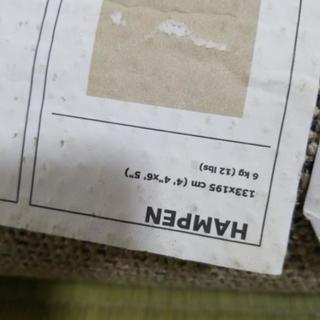 HAMPEN
133x195 cm (4' 4"x6' 5")
6 kg (12 lbs)